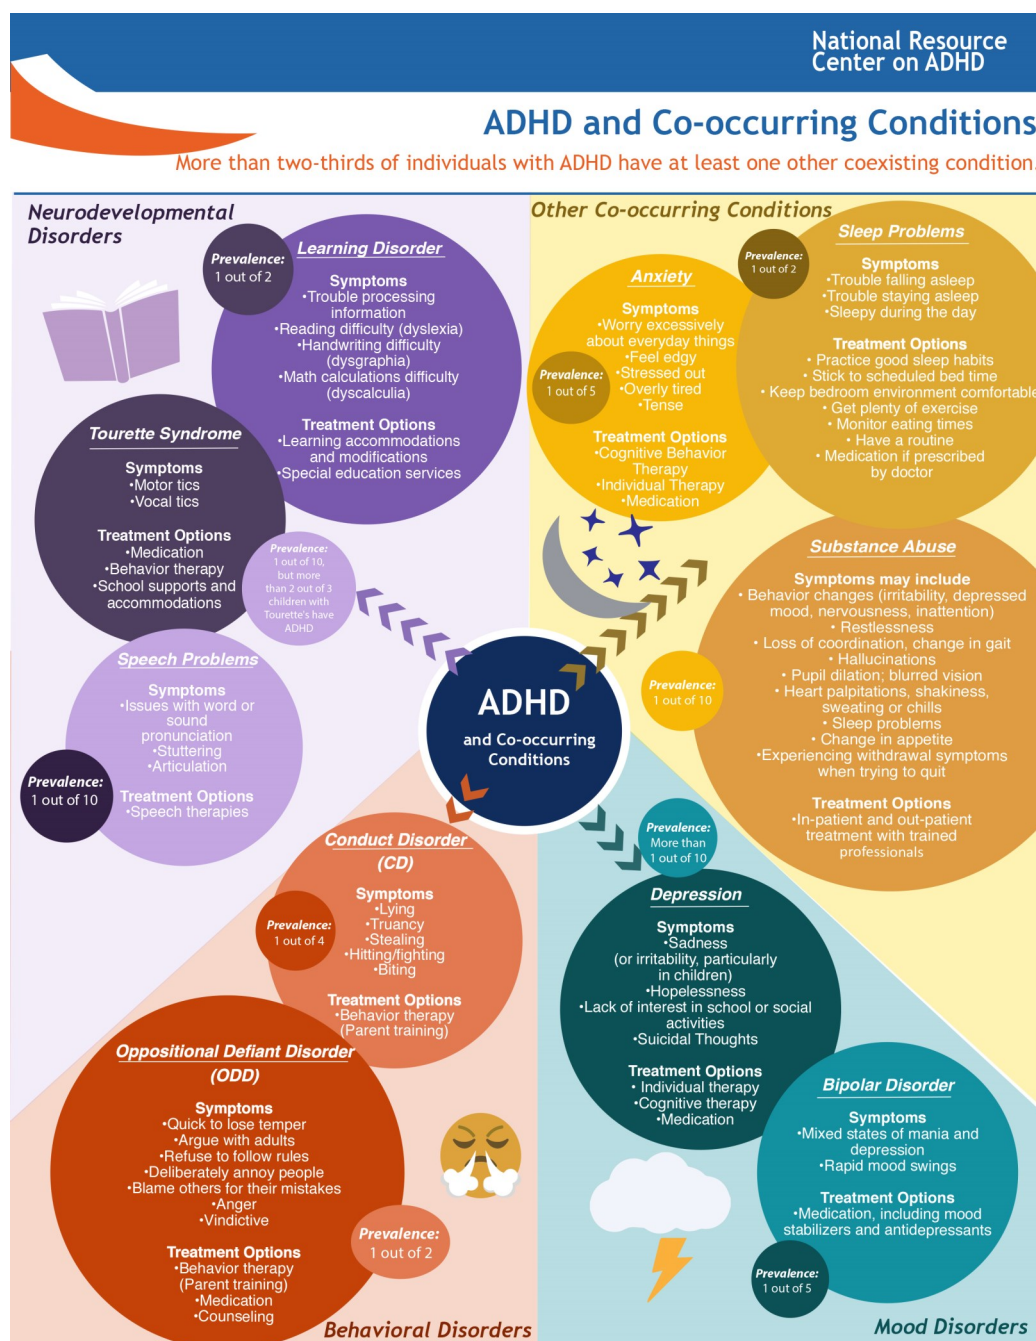 National Resource
Center on ADHD
ADHD and Co-occurring Conditions
More than two-thirds of individuals with ADHD have at least one other coexisting condition.
Neurodevelopmental
Disorders
Prevalence:
1 out of 2
Learning Disorder
Symptoms
•Trouble processing
information
•Reading difficulty (dyslexia)
•Handwriting difficulty
(dysgraphia)
•Math calculations difficulty
(dyscalculia)
Treatment Options
•Learning accommodations
and modifications
•Special education services
Tourette Syndrome
Symptoms
•Motor tics
•Vocal tics
Treatment Options
•Medication
•Behavior therapy
•School supports and
accommodations
Prevalence:
1 out of 10,
but more
than 2 out of 3
children with
Tourette's have
ADHD
Speech Problems
Symptoms
•Issues with word or
sound
pronunciation
•Stuttering
•Articulation
Treatment Options
•Speech therapies
Prevalence:
1 out of 10
Other Co-occurring Conditions
Anxiety
Symptoms
•Worry excessively
about everyday things
•Feel edgy
•Stressed out
•Overly tired
•Tense
Treatment Options
•Cognitive Behavior
Therapy
•Individual Therapy
•Medication
Prevalence:
1 out of 5
Prevalence:
1 out of 2
Sleep Problems
Symptoms
•Trouble falling asleep
•Trouble staying asleep
•Sleepy during the day
Treatment Options
• Practice good sleep habits
• Stick to scheduled bed time
• Keep bedroom environment comfortable
• Get plenty of exercise
• Monitor eating times
• Have a routine
• Medication if prescribed
by doctor
Substance Abuse
Symptoms may include
• Behavior changes (irritability, depressed
mood, nervousness, inattention)
• Restlessness
• Loss of coordination, change in gait
• Hallucinations
• Pupil dilation; blurred vision
• Heart palpitations, shakiness,
sweating or chills
• Sleep problems
• Change in appetite
•Experiencing withdrawal symptoms
when trying to quit
Treatment Options
•In-patient and out-patient
treatment with trained
professionals
Prevalence:
1 out of 10
ADHD
and Co-occurring
Conditions
Conduct Disorder
(CD)
Symptoms
•Lying
•Truancy
•Stealing
•Hitting/fighting
•Biting
Treatment Options
•Behavior therapy
(Parent training)
Prevalence:
1 out of 4
Oppositional Defiant Disorder
(ODD)
Symptoms
•Quick to lose temper
•Argue with adults
•Refuse to follow rules
•Deliberately annoy people
•Blame others for their mistakes
•Anger
•Vindictive
Treatment Options
•Behavior therapy
(Parent training)
•Medication
•Counseling
Prevalence:
1 out of 2
Behavioral Disorders
Prevalence:
More than
1 out of 10
Depression
Symptoms
•Sadness
(or irritability, particularly
in children)
•Hopelessness
•Lack of interest in school or social
activities
•Suicidal Thoughts
Treatment Options
• Individual therapy
•Cognitive therapy
•Medication
Bipolar Disorder
Symptoms
•Mixed states of mania and
depression
•Rapid mood swings
Treatment Options
•Medication, including mood
stabilizers and antidepressants
Prevalence:
1 out of 5
Mood Disorders